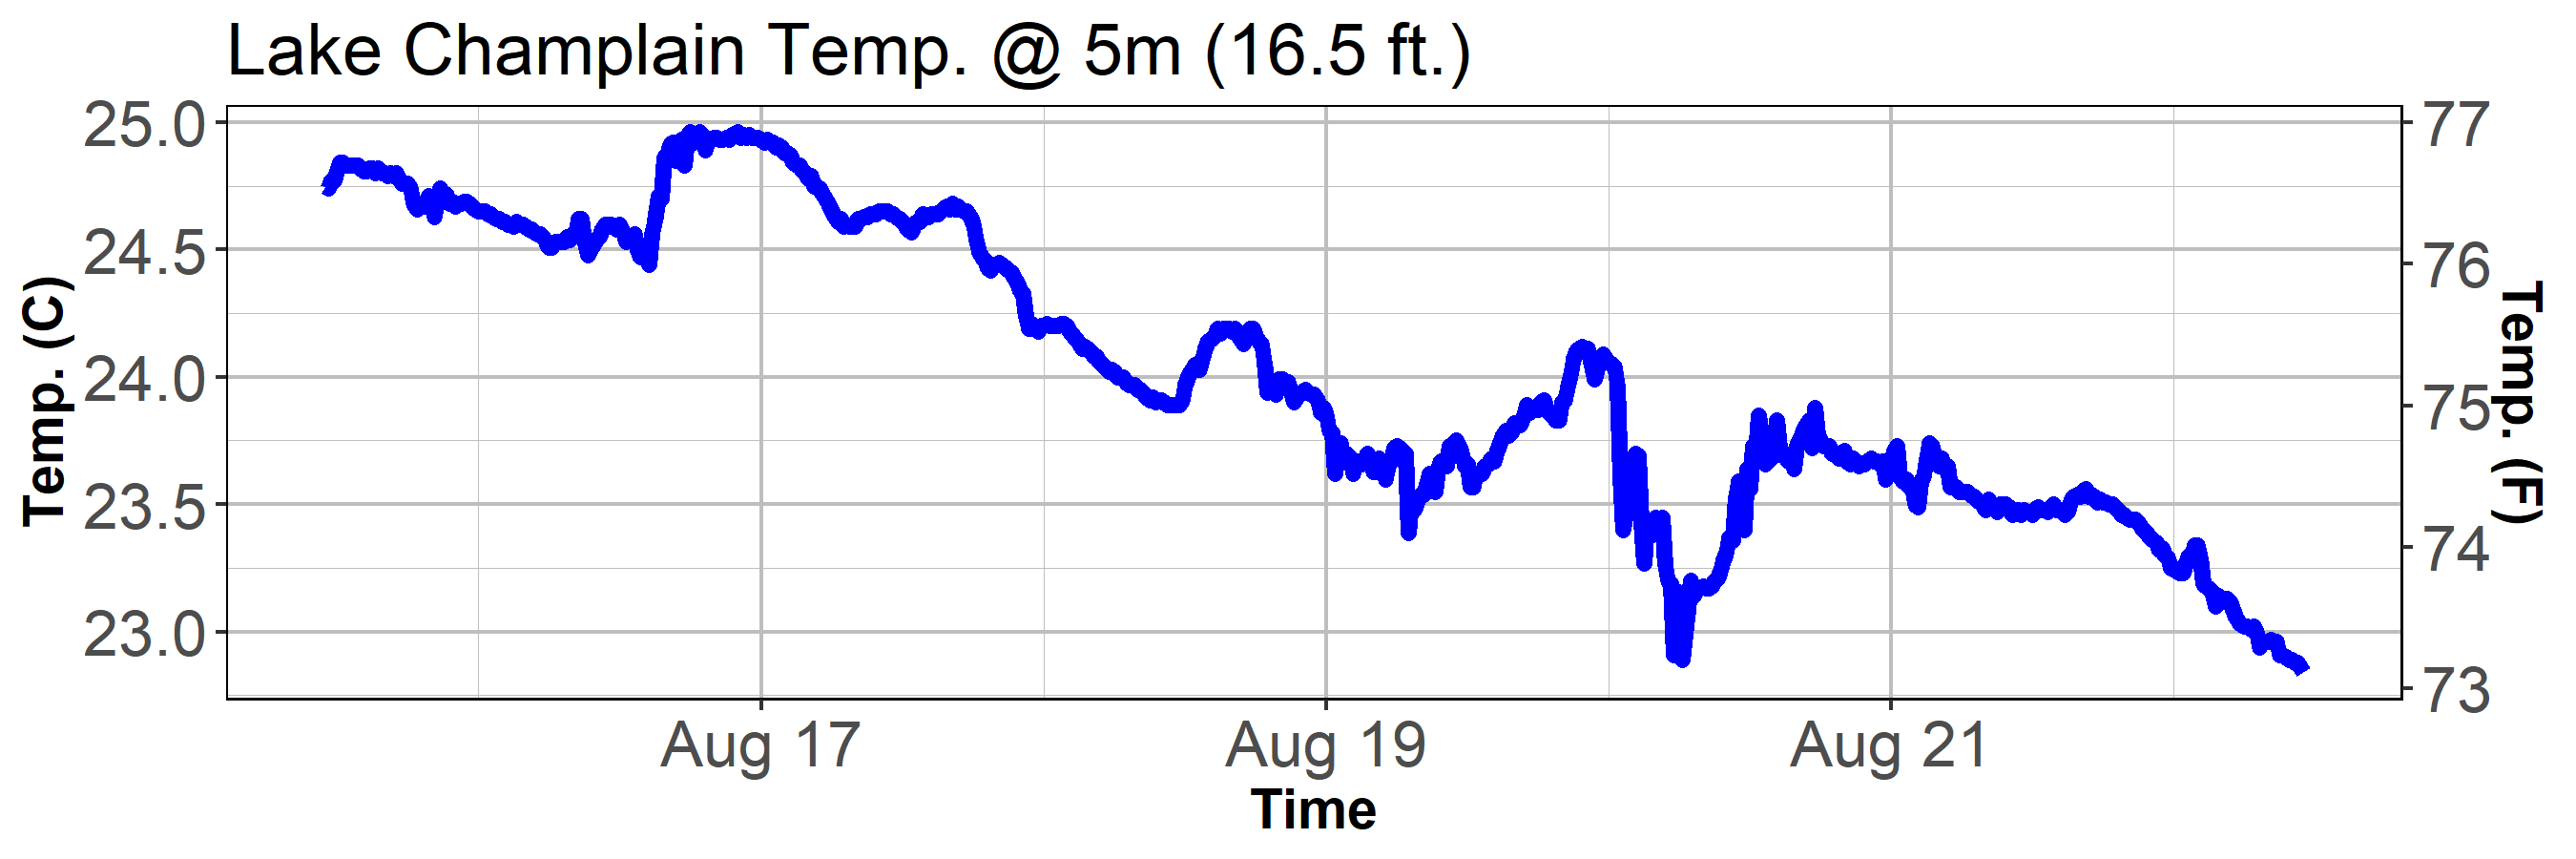 Lake Champlain Temp. @ 5m (16.5 ft.)
25.0
24.5
24.0
23.5
23.0
Temp. (C)
77
76
75
74
73
Temp. (F)
Aug 17 Aug 19 Aug 21
Time